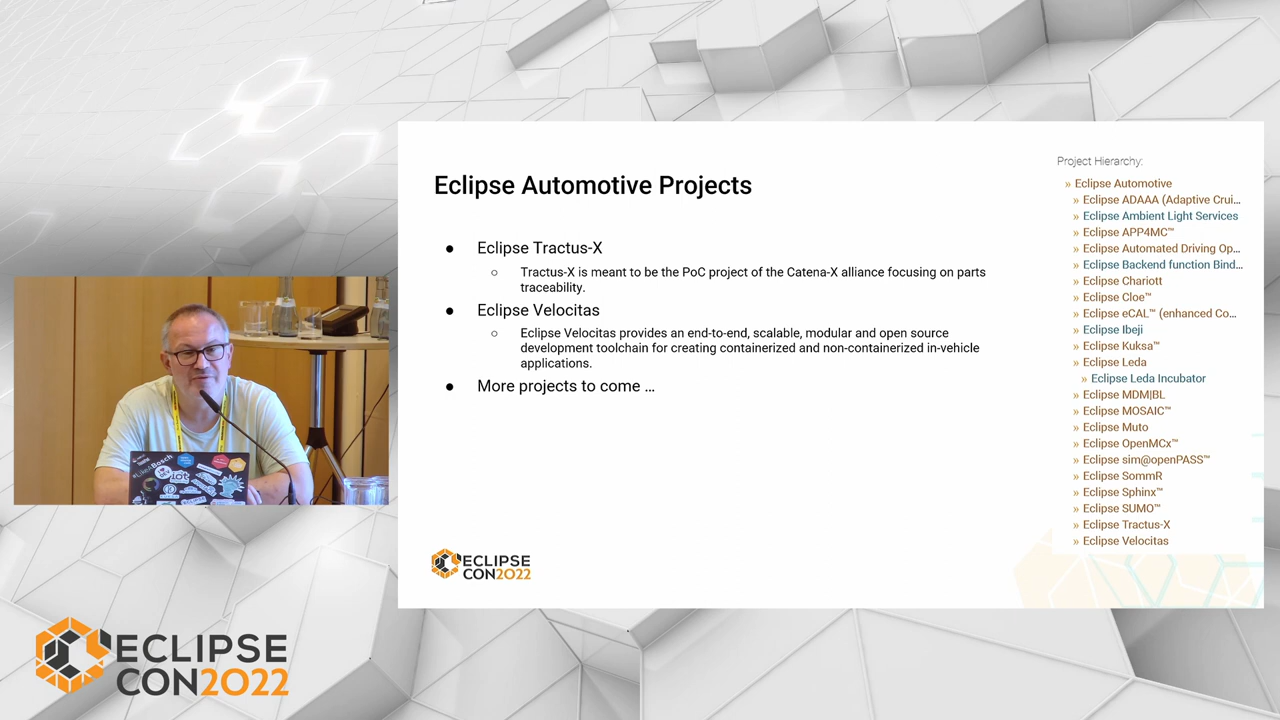 Eclipse Automotive Projects
● Eclipse Tractus-X
○ Tractus-X is meant to be the PoC project of the Catena-X alliance focusing on parts
traceability.
● Eclipse Velocitas
○ Eclipse Velocitas provides an end-to-end, scalable, modular and open source
development toolchain for creating containerized and non-containerized in-vehicle
applications.
● More projects to come …
ECLIPSE
CON2022
Project Hierarchy:
» Eclipse Automotive
» Eclipse ADAAA (Adaptive Crui…
» Eclipse Ambient Light Services
» Eclipse APP4MC™
» Eclipse Automated Driving Op…
» Eclipse Backend function Bind…
» Eclipse Chariott
» Eclipse Cloe™
» Eclipse eCAL™ (enhanced Co…
» Eclipse Ibeji
» Eclipse Kuksa™
» Eclipse Leda
» Eclipse Leda Incubator
» Eclipse MDM|BL
» Eclipse MOSAIC™
» Eclipse Muto
» Eclipse OpenMCx™
» Eclipse sim@openPASS™
» Eclipse SommR
» Eclipse Sphinx™
» Eclipse SUMO™
» Eclipse Tractus-X
» Eclipse Velocitas
#LikeABosch
IoT
ECLIPSE
CON2022